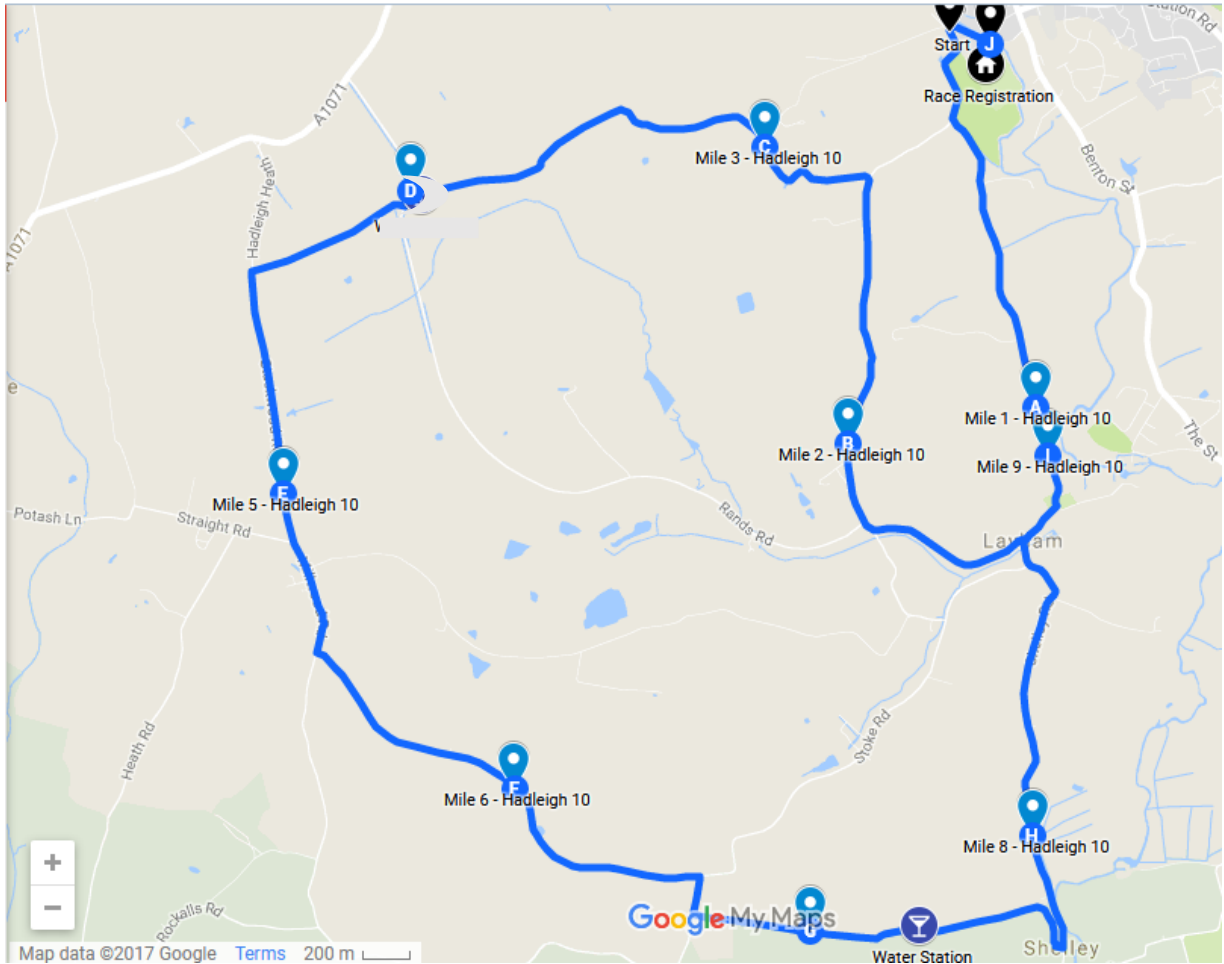 Station Rd
Start
J
Race Registration
A1071
Benton St
Hadleigh Heath
C
Mile 3 - Hadleigh 10
D
A1071
A
Mile 1 - Hadleigh 10
B
Mile 2 - Hadleigh 10
I
Mile 9 - Hadleigh 10
The St
E
Mile 5 - Hadleigh 10
Potash Ln
Straight Rd
Rands Rd
Layham
Shelley Rd
Heath Rd
Stoke Rd
F
Mile 6 - Hadleigh 10
H
Mile 8 - Hadleigh 10
+
−
Rockalls Rd
Google My Maps
G
Water Station
Shelley
Map data ©2017 Google Terms 200 m